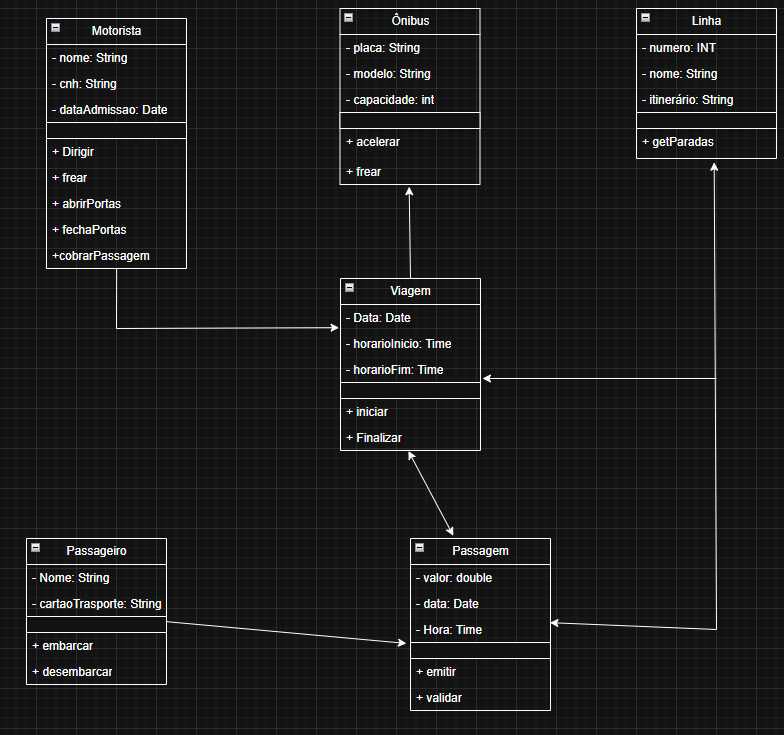 Motorista
- nome: String
- cnh: String
- dataAdmissao: Date
+ Dirigir
+ frear
+ abrirPortas
+ fechaPortas
+cobrarPassagem
Ônibus
- placa: String
- modelo: String
- capacidade: int
+ acelerar
+ frear
Linha
- numero: INT
- nome: String
- itinerário: String
+ getParadas
Viagem
- Data: Date
- horarioInicio: Time
- horarioFim: Time
+ iniciar
+ Finalizar
Passageiro
- Nome: String
- cartaoTrasporte: String
+ embarcar
+ desembarcar
Passagem
- valor: double
- data: Date
- Hora: Time
+ emitir
+ validar